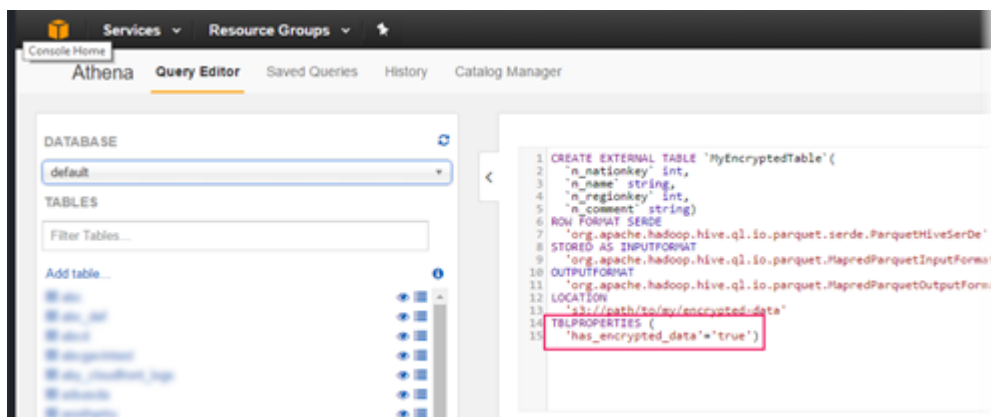 Services Resource Groups
Console Home
Athena Query Editor Saved Queries History Catalog Manager
DATABASE
default
TABLES
Filter Tables...
Add table...
1 CREATE EXTERNAL TABLE `MyEncryptedTable`(
2 `n_nationkey` int,
3 `n_name` string,
4 `n_regionkey` int,
5 `n_comment` string)
6 ROW FORMAT SERDE
7 'org.apache.hadoop.hive.ql.io.parquet.serde.ParquetHiveSerDe'
8 STORED AS INPUTFORMAT
9 'org.apache.hadoop.hive.ql.io.parquet.MapredParquetInputForma
10 OUTPUTFORMAT
11 'org.apache.hadoop.hive.ql.io.parquet.MapredParquetOutputForm
12 LOCATION
13 's3://path/to/my/encrypted-data'
14 TBLPROPERTIES (
15 'has_encrypted_data'='true')